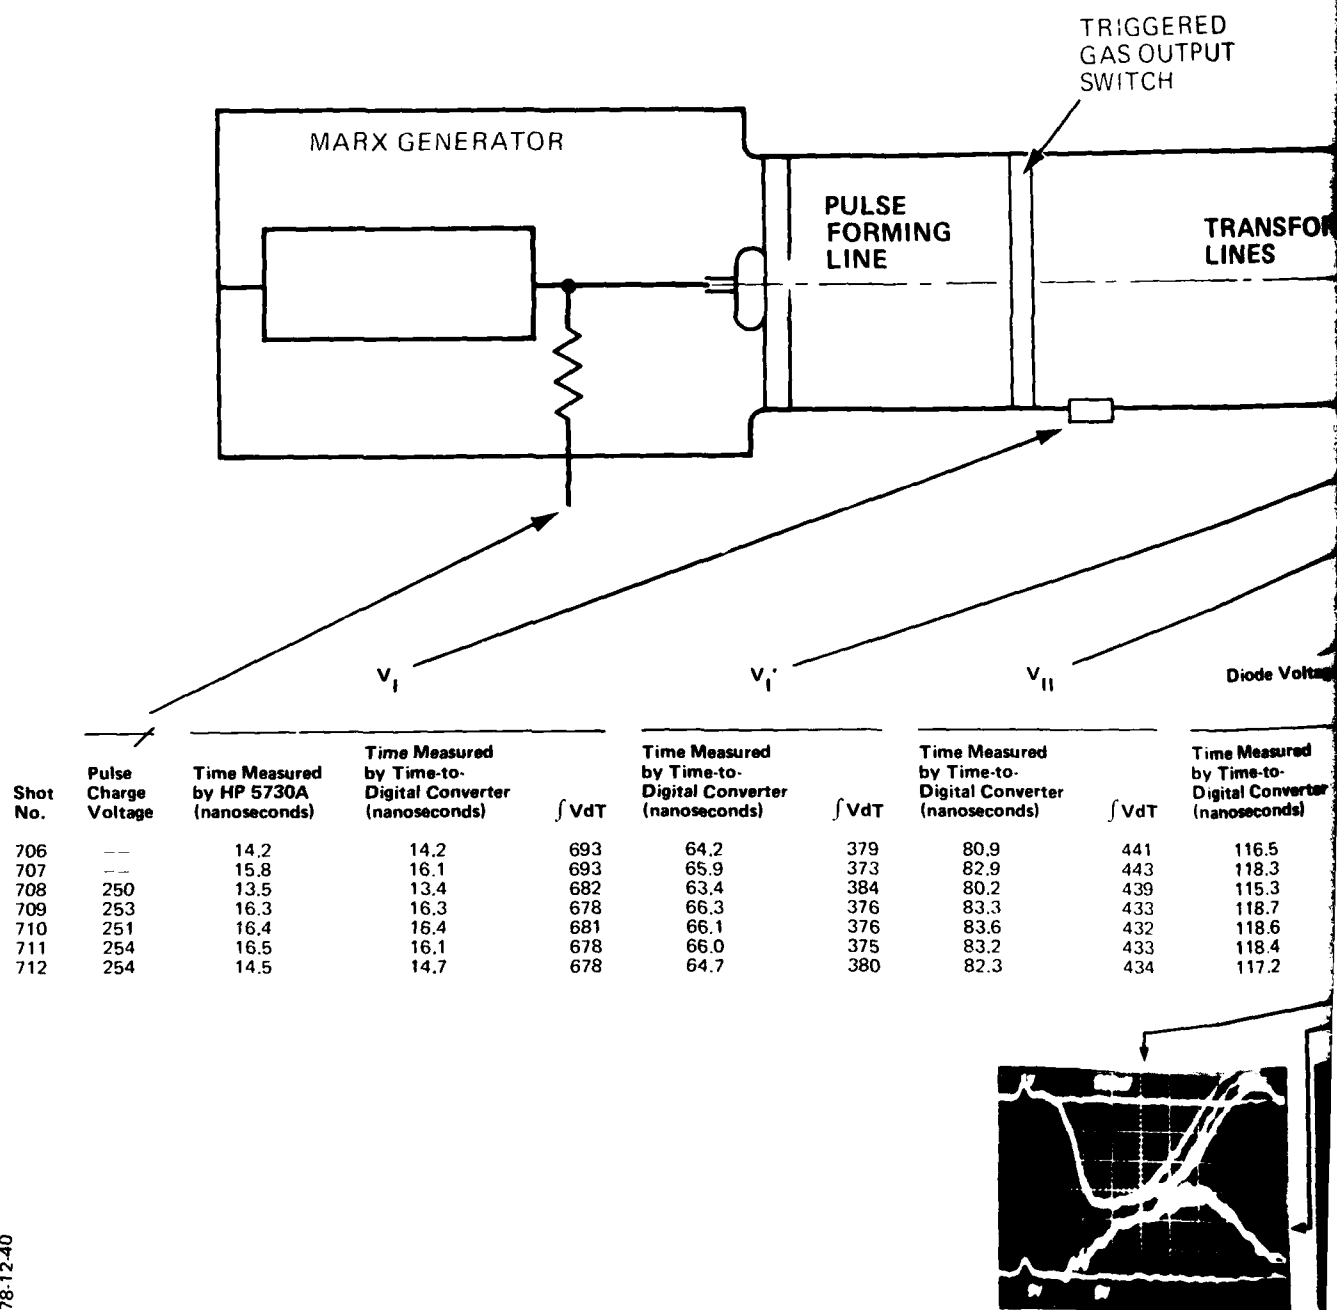 TRIGGERED
GAS OUTPUT
SWITCH
MARX GENERATOR
PULSE
FORMING
LINE
LINES
V_I
V_I'
V_II
Diode
Shot No.
Pulse Charge Voltage
Time Measured by HP 5730A (nanoseconds)
Time Measured by Time-to-Digital Converter (nanoseconds)
∫VdT
Time Measured by Time-to-Digital Converter (nanoseconds)
∫VdT
Time Measured by Time-to-Digital Converter (nanoseconds)
∫VdT
Time Measured by Time-to-Digital Converter (nanoseconds)
706 -- 14.2 14.2 693 64.2 379 80.9 441 116.5
707 -- 15.8 16.1 693 65.9 373 82.9 443 118.3
708 250 13.5 13.4 682 63.4 384 80.2 439 115.3
709 253 16.3 16.3 678 66.3 376 83.3 433 118.7
710 251 16.4 16.4 681 66.1 376 83.6 432 118.6
711 254 16.5 16.1 678 66.0 375 83.2 433 118.4
712 254 14.5 14.7 678 64.7 380 82.3 434 117.2
78-12-40